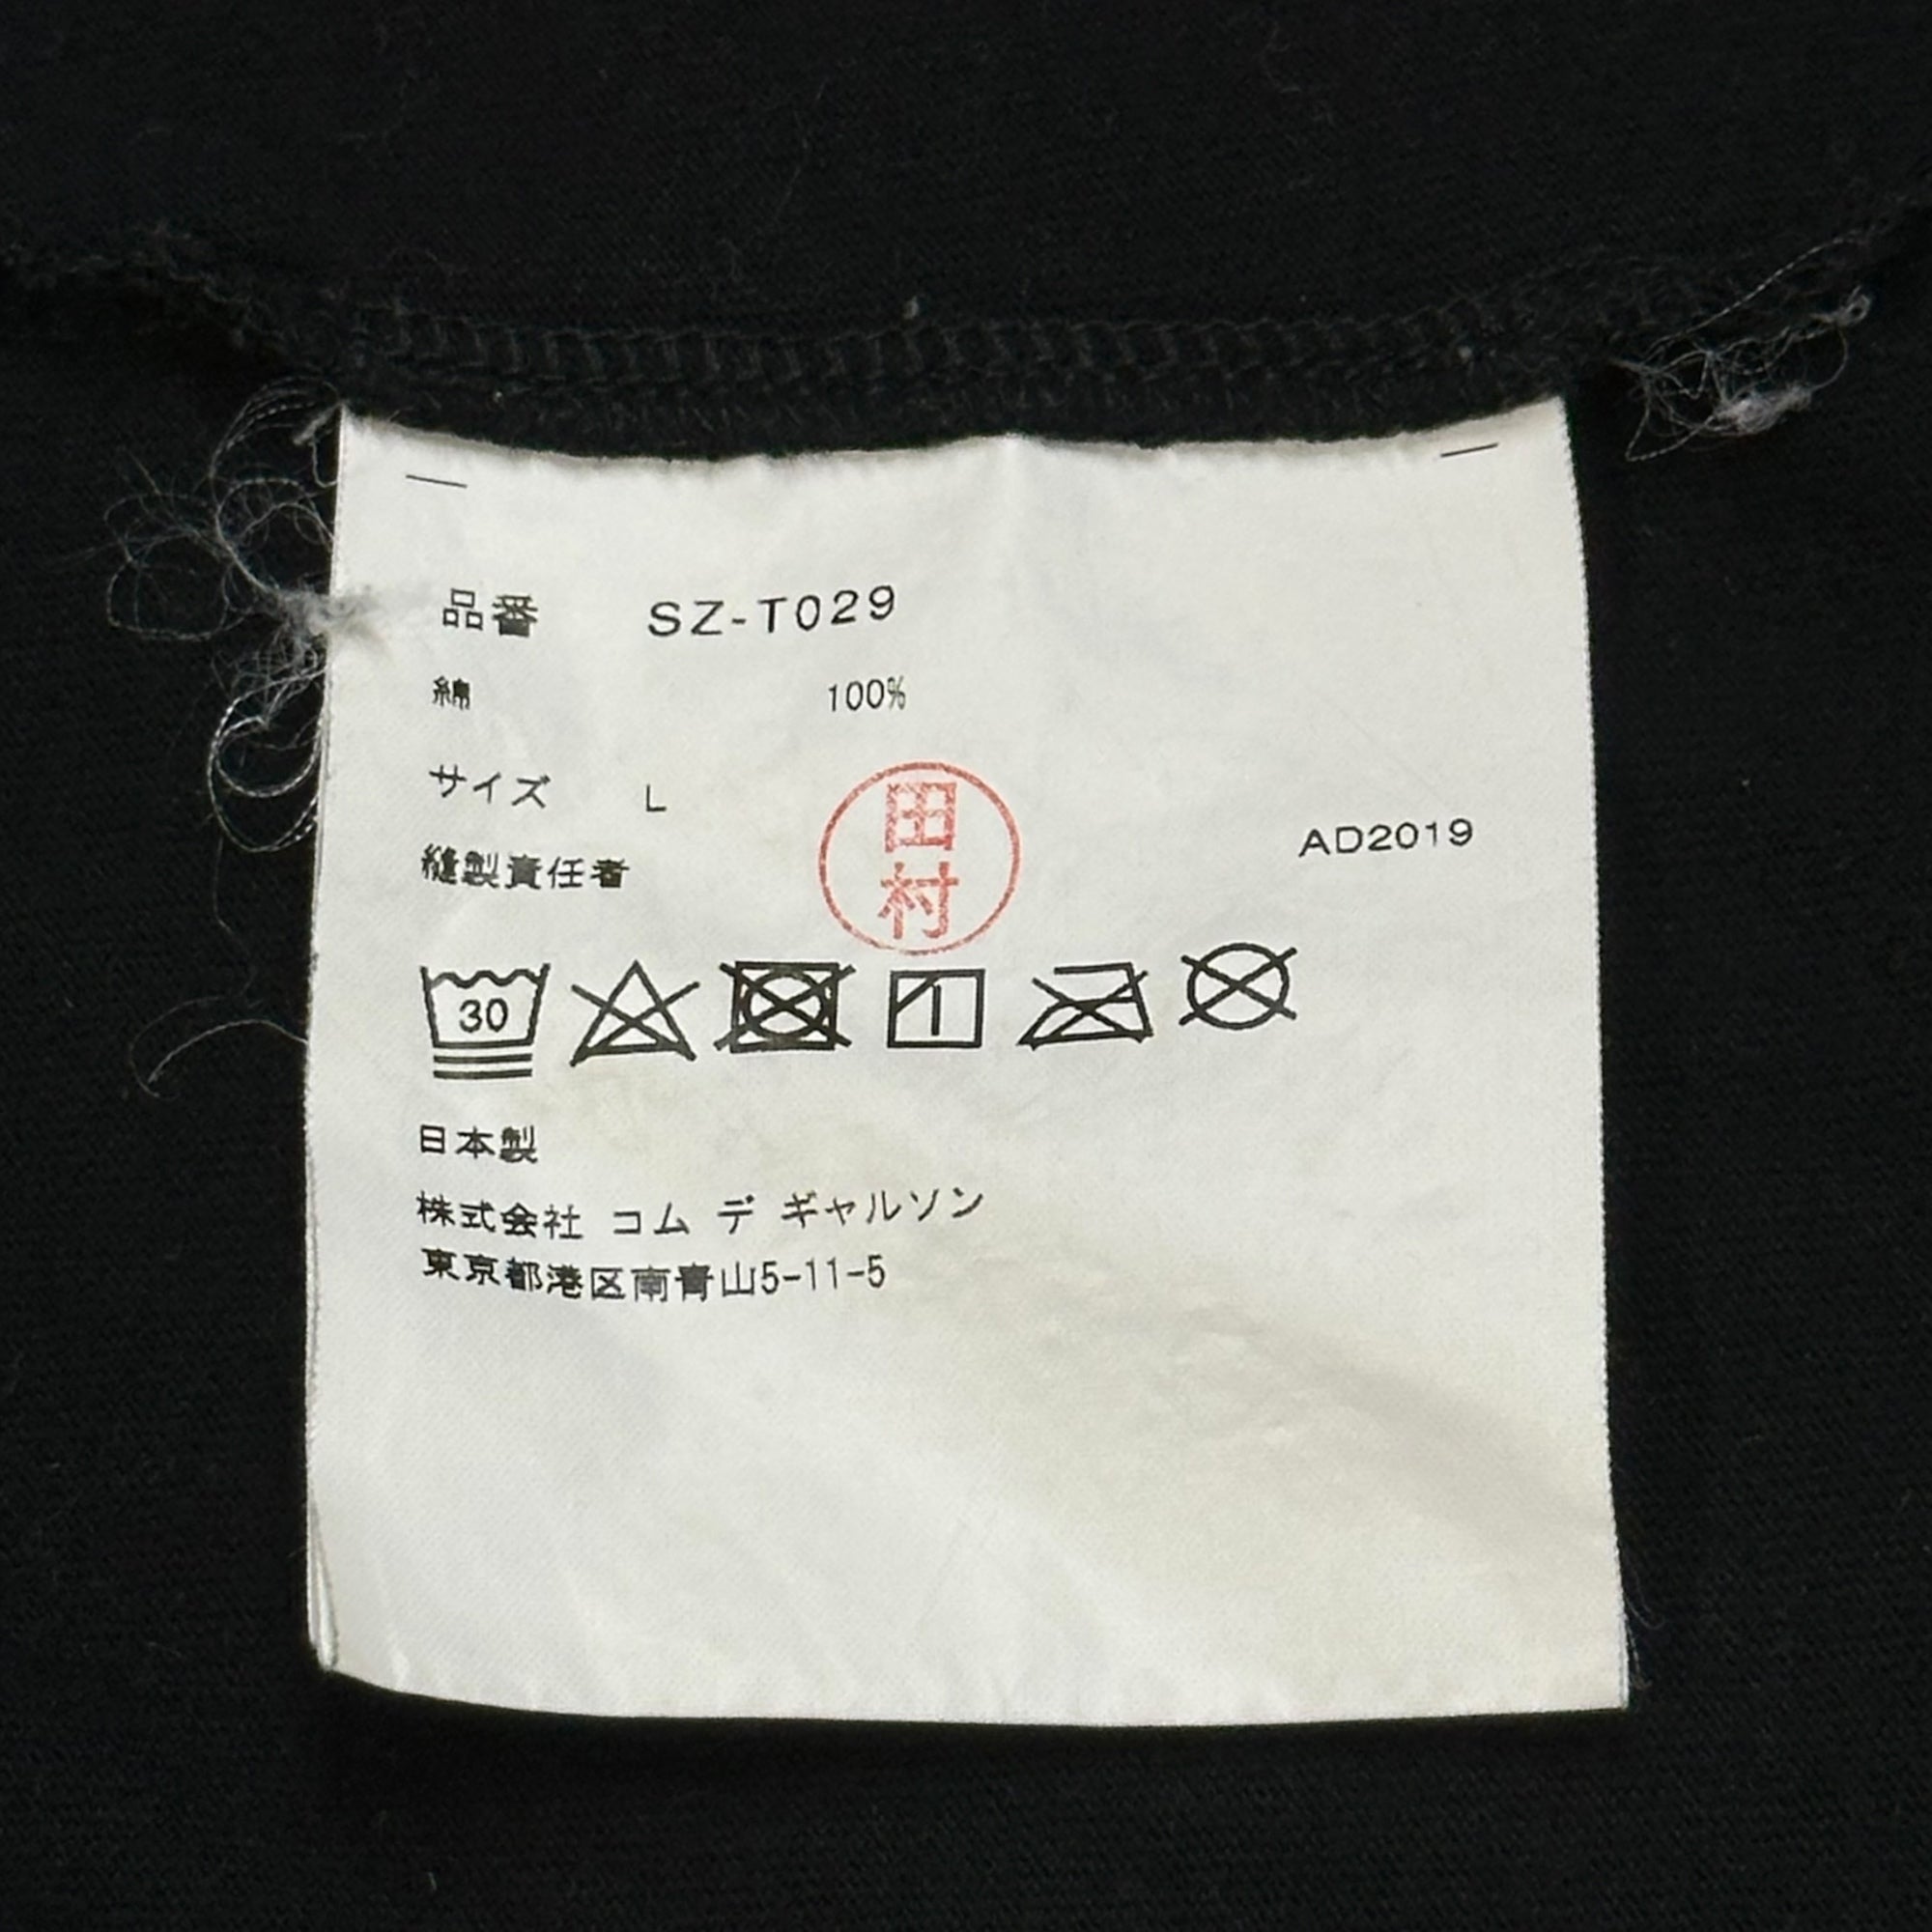 品番 SZ-T029
綿 100%
サイズ L
田村
AD2019
縫製責任者
30
日本製
株式会社 コム デ ギャルソン
東京都港区南青山5-11-5